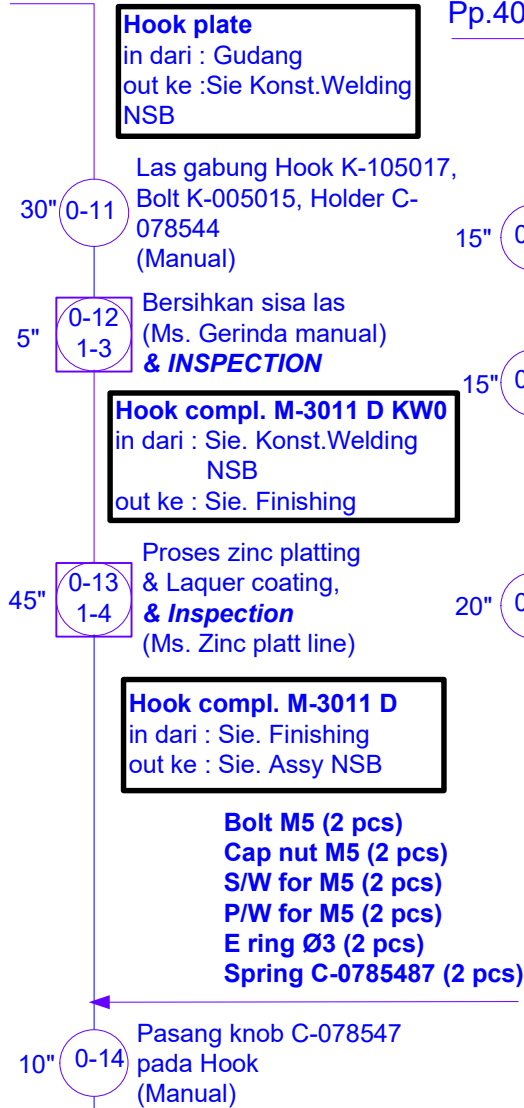 Hook plate
in dari : Gudang
out ke :Sie Konst.Welding
NSB
Pp.40
30" 0-11
Las gabung Hook K-105017,
Bolt K-005015, Holder C-
078544
(Manual)
15" 0
5" 0-12
1-3
Bersihkan sisa las
(Ms. Gerinda manual)
& INSPECTION
15" 0
Hook compl. M-3011 D KW0
in dari : Sie. Konst.Welding
NSB
out ke : Sie. Finishing
45" 0-13
1-4
Proses zinc platting
& Laquer coating,
& Inspection
(Ms. Zinc platt line)
20" 0
Hook compl. M-3011 D
in dari : Sie. Finishing
out ke : Sie. Assy NSB
Bolt M5 (2 pcs)
Cap nut M5 (2 pcs)
S/W for M5 (2 pcs)
P/W for M5 (2 pcs)
E ring Ø3 (2 pcs)
Spring C-0785487 (2 pcs)
10" 0-14
Pasang knob C-078547
pada Hook
(Manual)